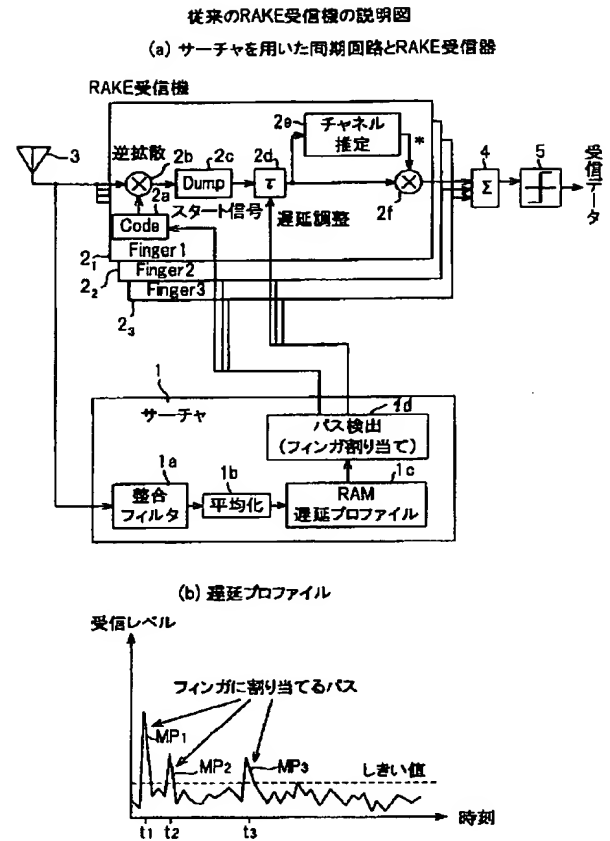 従来のRAKE受信機の説明図
(a) サーチャを用いた同期回路とRAKE受信器
RAKE受信機
3
逆拡散
2b
2c
2d
2e
チャネル
推定
*
2f
4
5
受信データ
Dump
τ
Σ
2a
スタート信号
遅延調整
Code
Finger1
2₁
Finger2
2₂
Finger3
2₃
1
サーチャ
1d
パス検出
(フィンガ割り当て)
1a
1b
1c
整合
フィルタ
平均化
RAM
遅延プロファイル
(b) 遅延プロファイル
受信レベル
フィンガに割り当てるパス
MP₁
MP₂
MP₃
しきい値
時刻
t₁
t₂
t₃